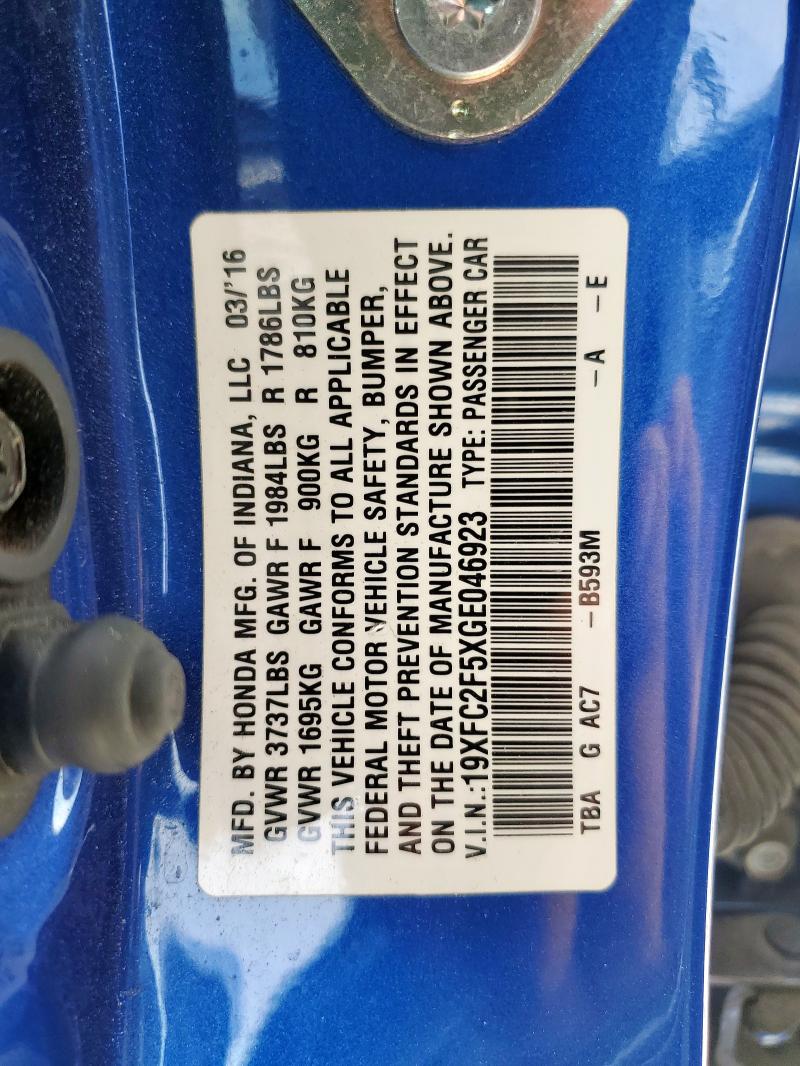 MFD. BY HONDA MFG. OF INDIANA, LLC 03/'16
GVWR 3737LBS GAWR F 1984LBS R 1786LBS
GVWR 1695KG GAWR F 900KG R 810KG
THIS VEHICLE CONFORMS TO ALL APPLICABLE
FEDERAL MOTOR VEHICLE SAFETY, BUMPER,
AND THEFT PREVENTION STANDARDS IN EFFECT
ON THE DATE OF MANUFACTURE SHOWN ABOVE.
V.I.N.:19XFC2F5XGE046923 TYPE: PASSENGER CAR
TBA G AC7 –B593M –A –E